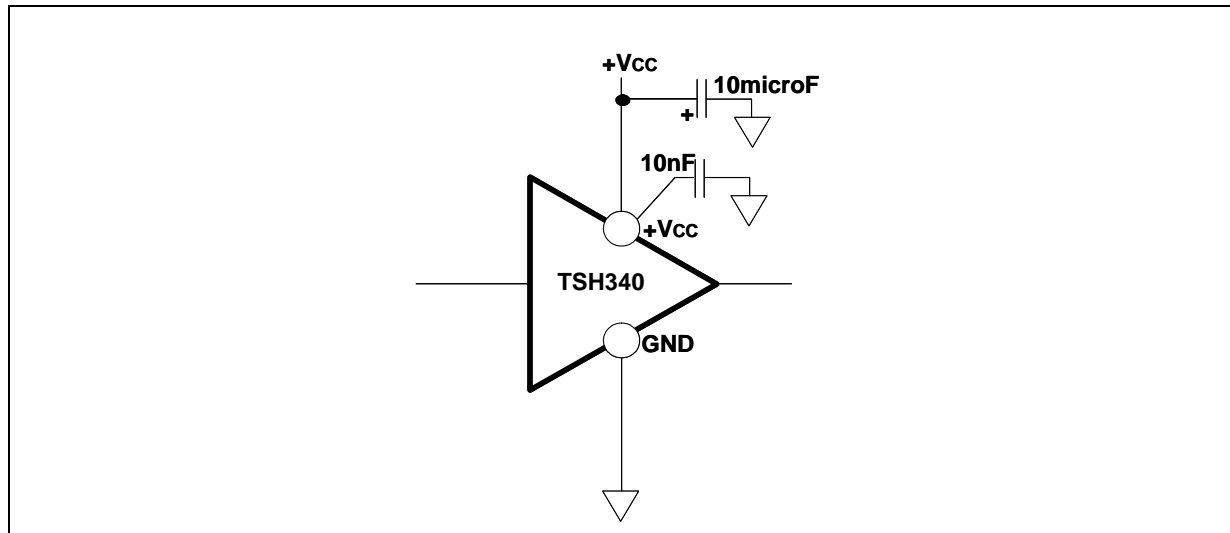 +VCC
10microF
+
10nF
+VCC
TSH340
GND